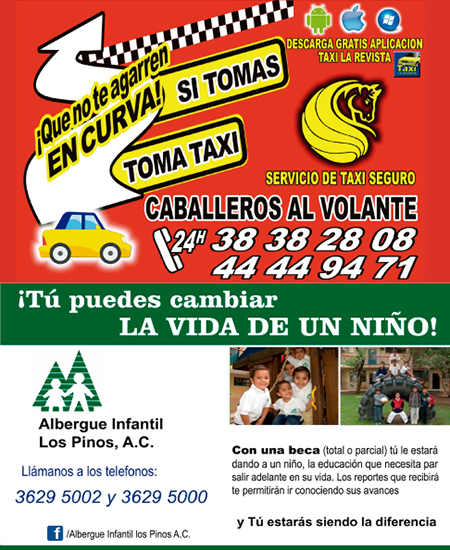 DESCARGA GRATIS APLICACION
TAXI LA REVISTA
Taxi
¡Que no te agarren
EN CURVA!
SI TOMAS
TOMA TAXI
SERVICIO DE TAXI SEGURO
CABALLEROS AL VOLANTE
24H 38 38 28 08
44 44 94 71
¡Tú puedes cambiar
LA VIDA DE UN NIÑO!
Albergue Infantil
Los Pinos, A.C.
Llámanos a los telefonos:
3629 5002 y 3629 5000
f /Albergue Infantil los Pinos A.C.
Con una beca (total o parcial) tú le estará
dando a un niño, la educación que necesita par
salir adelante en su vida. Los reportes que recibirá
te permitirán ir conociendo sus avances
y Tú estarás siendo la diferencia